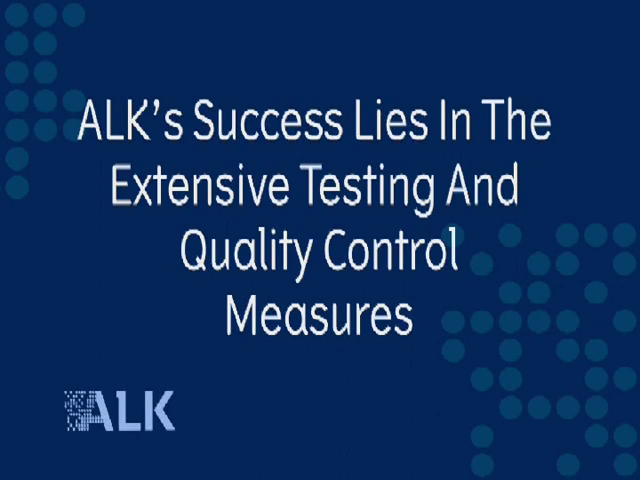 ALK’s Success Lies In The
Extensive Testing And
Quality Control
Measures
ALK